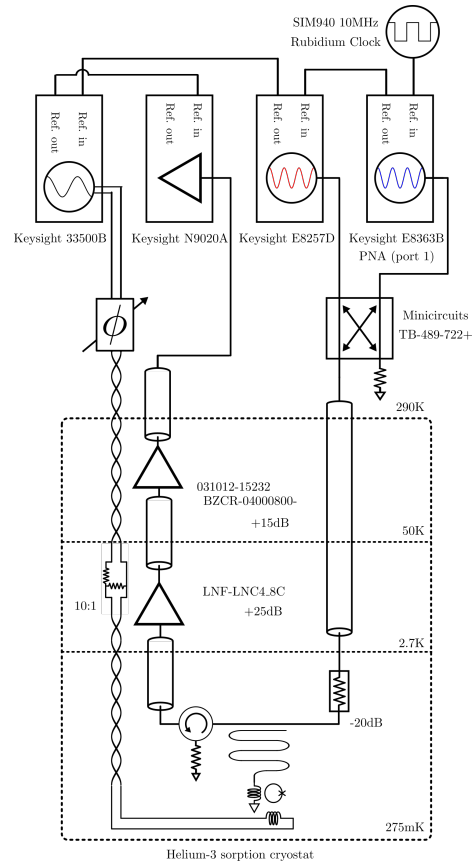 SIM940 10MHz
Rubidium Clock
Ref. out
Ref. in
Ref. out
Ref. in
Ref. out
Ref. in
Ref. out
Ref. in
Keysight 33500B
Keysight N9020A
Keysight E8257D
Keysight E8363B
PNA (port 1)
ϕ
Minicircuits
TB-489-722+
290K
031012-15232
BZCR-04000800-
+15dB
50K
LNF-LNC4_8C
+25dB
10:1
2.7K
-20dB
275mK
Helium-3 sorption cryostat